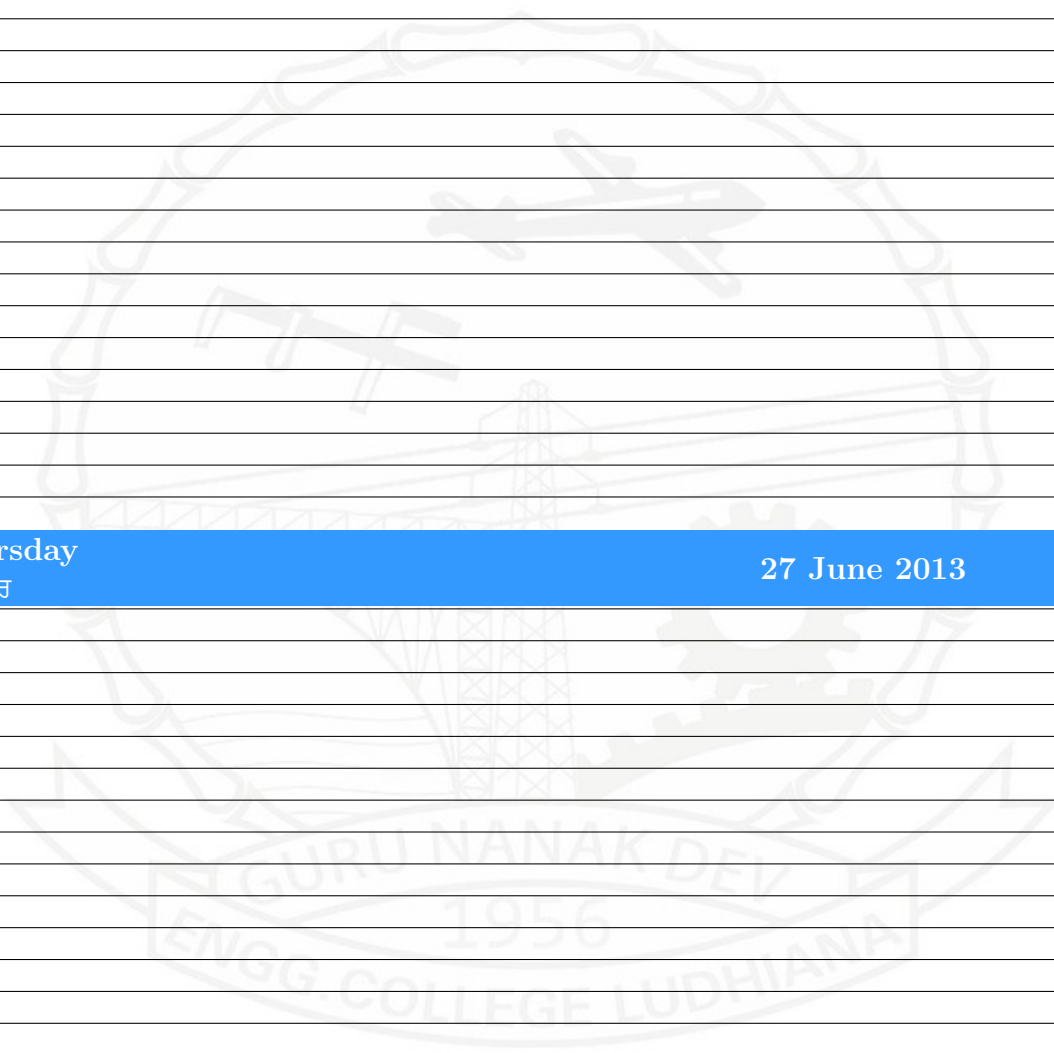 rsday
ਰ
27 June 2013
GURU NANAK DEV
1956
ENGG.COLLEGE LUDHIANA